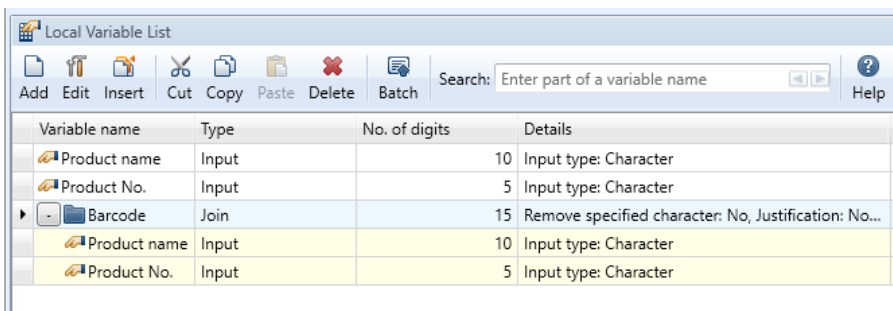 Local Variable List
Add Edit Insert Cut Copy Paste Delete Batch Search: Enter part of a variable name Help
Variable name Type No. of digits Details
Product name Input 10 Input type: Character
Product No. Input 5 Input type: Character
- Barcode Join 15 Remove specified character: No, Justification: No...
Product name Input 10 Input type: Character
Product No. Input 5 Input type: Character